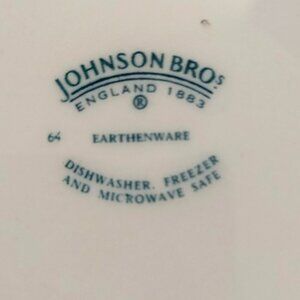 JOHNSON BROS
ENGLAND 1883
®
64 EARTHENWARE
DISHWASHER, FREEZER
AND MICROWAVE SAFE